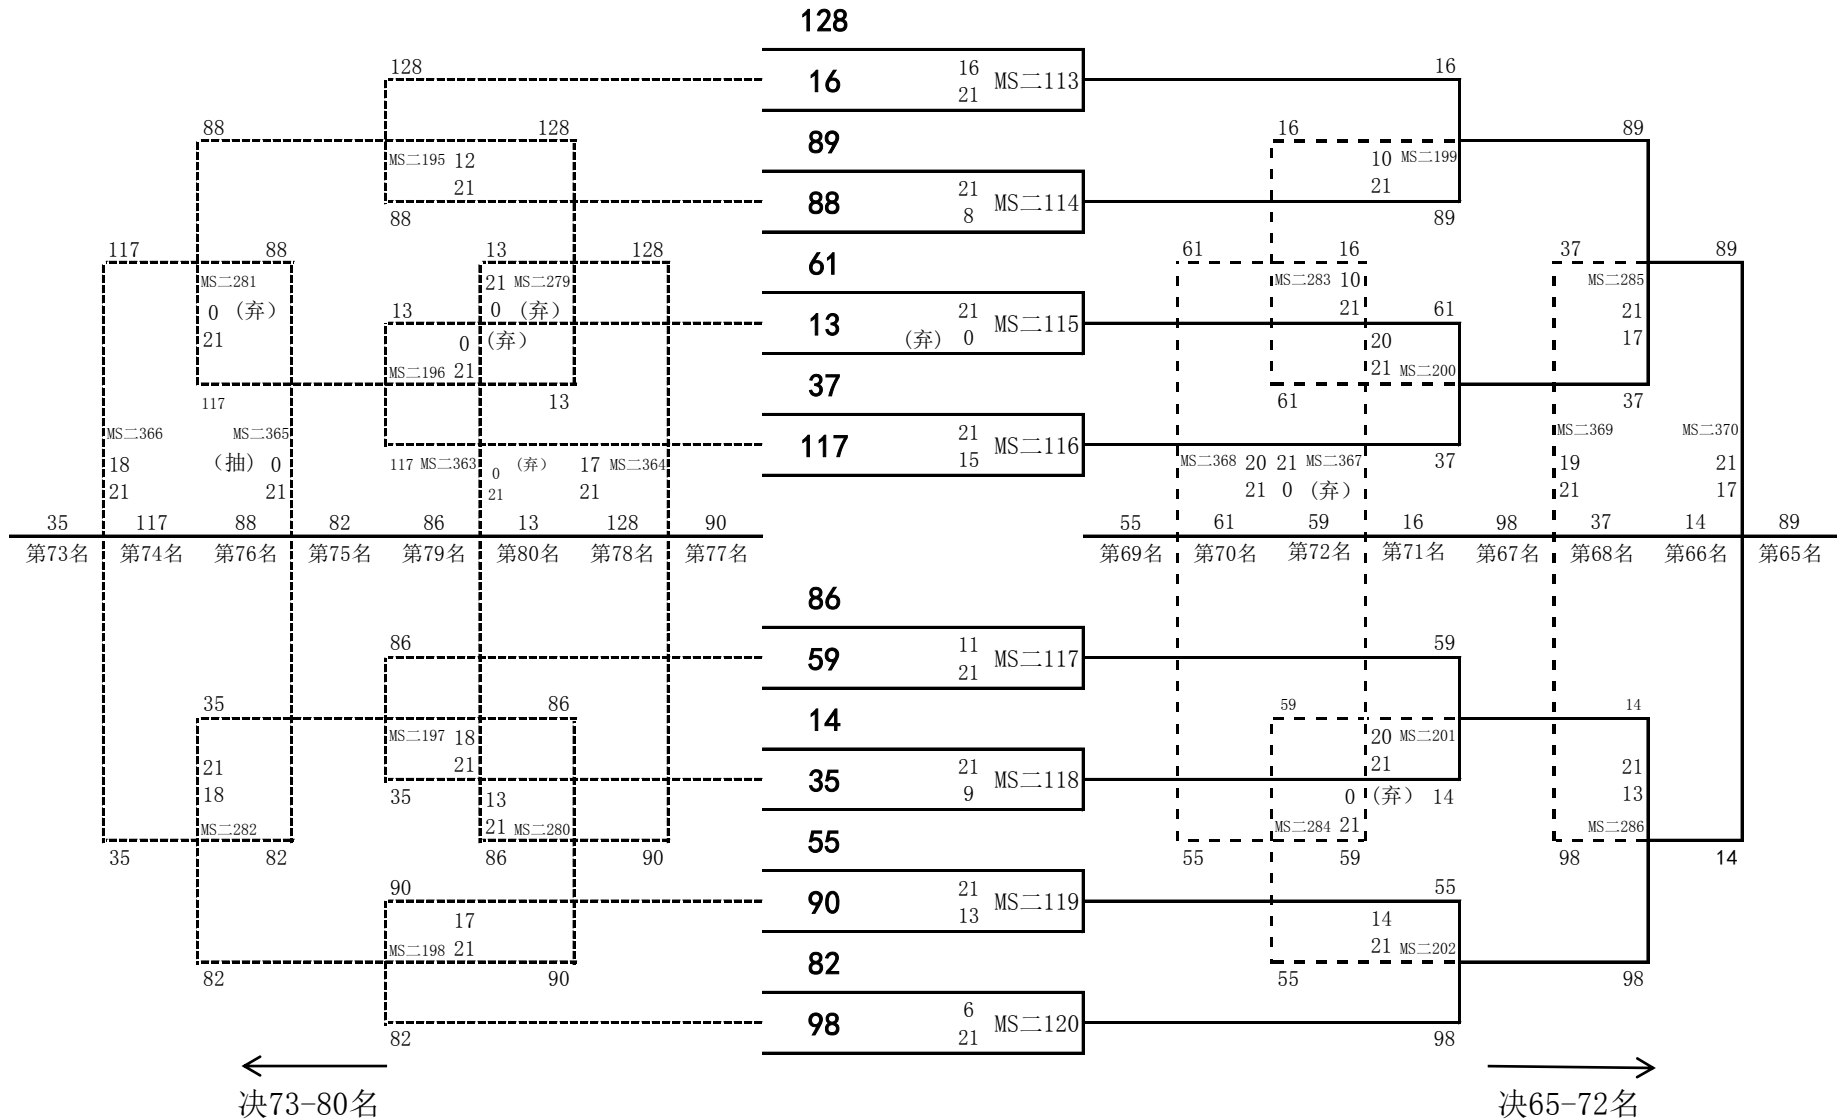 128
128 16 16 MS二113 16
21
88 128 89 16 89
MS二195 12 10 MS二199
21 88 21 MS二114 21
88 8 89
117 88 13 128 61 61 16 37 89
MS二281 21 MS二279 MS二283 10 MS二285
0 (弃) 0 (弃) 13 13 21 MS二115 21 61 21
21 0 (弃) (弃) 0 20 17
MS二196 21 21 MS二200
117 13 37 61 37
MS二366 MS二365 117 21 MS二116 MS二369 MS二370
18 (抽) 0 117 MS二363 0 (弃) 17 MS二364 15 MS二368 20 21 MS二367 37 19 21
21 21 21 21 21 0 (弃) 21 17
35 117 88 82 86 13 128 90 55 61 59 16 98 37 14 89
第73名 第74名 第76名 第75名 第79名 第80名 第78名 第77名 第69名 第70名 第72名 第71名 第67名 第68名 第66名 第65名
86
86 59 11 MS二117 59
21
35 86 14 59 14
MS二197 18 20 MS二201
21 21 35 21 MS二118 21 21
18 35 13 9 0 (弃) 14 13
MS二282 21 MS二280 MS二284 21 MS二286
35 82 86 90 55 55 59 98 14
90 90 21 MS二119 55
17 13 14
MS二198 21 21 MS二202
82 90 82 55 98
98 6 MS二120
82 21 98
决73-80名 决65-72名